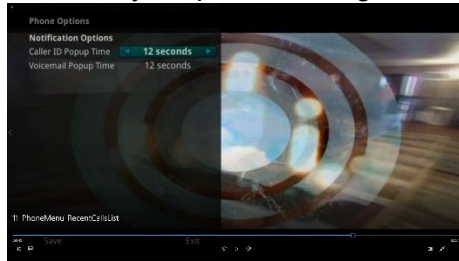 Phone Options
Notification Options
Caller ID Popup Time 12 seconds
Voicemail Popup Time 12 seconds
11 PhoneMenu RecentCallsList
Save Exit